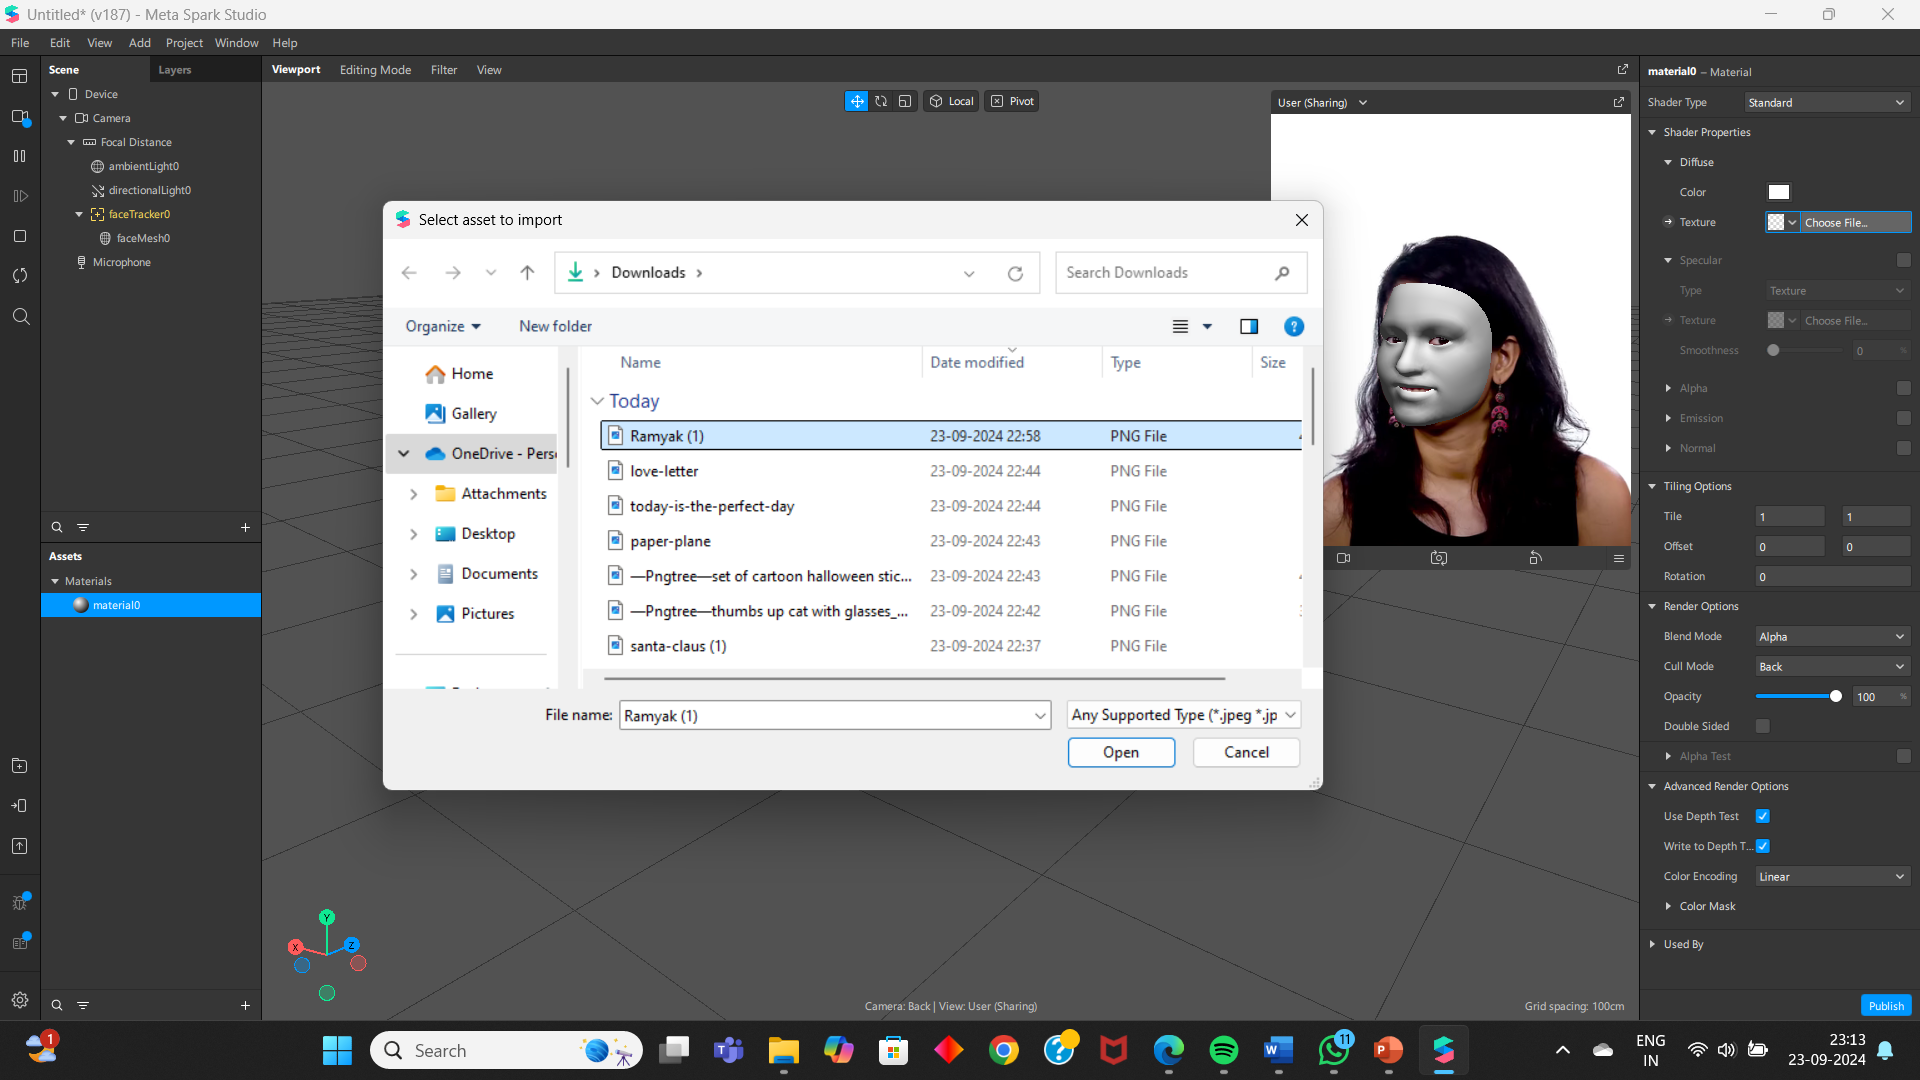 Untitled* (v187) - Meta Spark Studio
File Edit View Add Project Window Help
Scene Layers
Device
Camera
Focal Distance
ambientLight0
directionalLight0
faceTracker0
faceMesh0
Microphone
Assets
Materials
material0
Viewport Editing Mode Filter View
Local Pivot
User (Sharing)
Select asset to import
Downloads
Search Downloads
Organize New folder
Home
Gallery
OneDrive - Pers
Attachments
Desktop
Documents
Pictures
Name Date modified Type Size
Today
Ramyak (1) 23-09-2024 22:58 PNG File
love-letter 23-09-2024 22:44 PNG File
today-is-the-perfect-day 23-09-2024 22:44 PNG File
paper-plane 23-09-2024 22:43 PNG File
—Pngtree—set of cartoon halloween stic... 23-09-2024 22:43 PNG File
—Pngtree—thumbs up cat with glasses_... 23-09-2024 22:42 PNG File
santa-claus (1) 23-09-2024 22:37 PNG File
File name: Ramyak (1) Any Supported Type (*.jpeg *.jp
Open Cancel
X Y Z
Camera: Back | View: User (Sharing)
Grid spacing: 100cm
material0 – Material
Shader Type Standard
Shader Properties
Diffuse
Color
Texture Choose File...
Specular
Type Texture
Texture Choose File...
Smoothness 0 %
Alpha
Emission
Normal
Tiling Options
Tile 1 1
Offset 0 0
Rotation 0
Render Options
Blend Mode Alpha
Cull Mode Back
Opacity 100 %
Double Sided
Alpha Test
Advanced Render Options
Use Depth Test
Write to Depth T...
Color Encoding Linear
Color Mask
Used By
Publish
1
Search
11
ENG
IN
23:13
23-09-2024